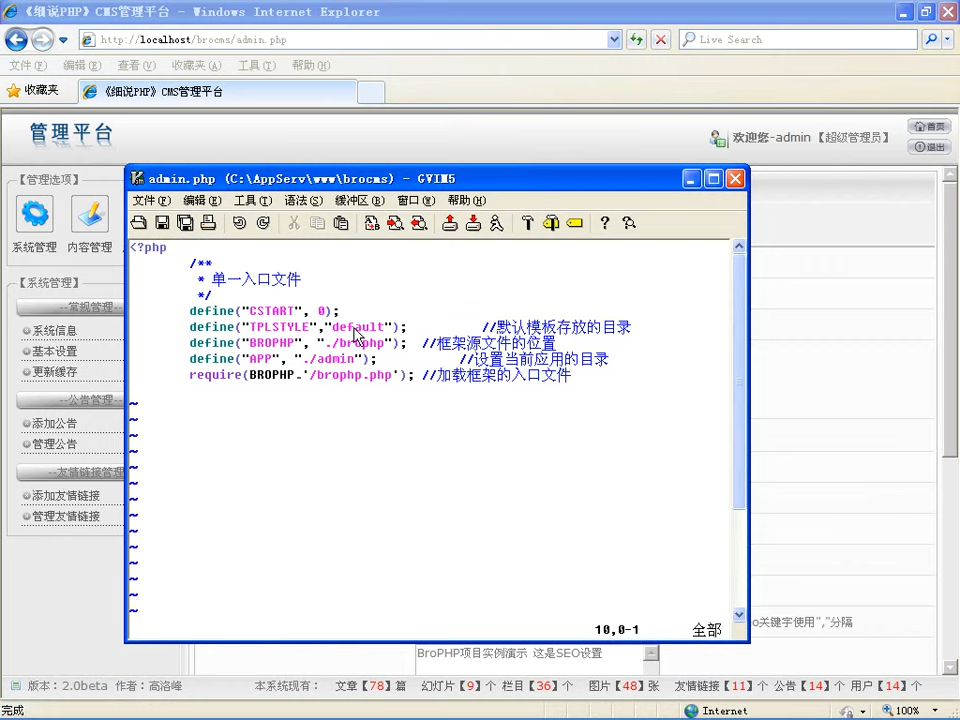 《细说PHP》CMS管理平台 - Windows Internet Explorer
http://localhost/brocms/admin.php
Live Search
文件(F) 编辑(E) 查看(V) 收藏夹(A) 工具(T) 帮助(H)
收藏夹
《细说PHP》CMS管理平台
管理平台
欢迎您-admin 【超级管理员】
首页
退出
【管理选项】
系统管理 内容管理
【系统管理】
--常规管理--
系统信息
基本设置
更新缓存
--公告管理--
添加公告
管理公告
--友情链接管理
添加友情链接
管理友情链接
admin.php (C:\AppServ\www\brocms) - GVIM5
文件(F) 编辑(E) 工具(T) 语法(S) 缓冲区(B) 窗口(W) 帮助(H)
<?php
/**
* 单一入口文件
*/
define("CSTART", 0);
define("TPLSTYLE","default"); //默认模板存放的目录
define("BROPHP", "./brophp"); //框架源文件的位置
define("APP", "./admin"); //设置当前应用的目录
require(BROPHP.'/brophp.php'); //加载框架的入口文件
~
~
~
~
~
~
~
~
~
~
~
~
~
~
10,0-1 全部
关键字使用","分隔
BroPHP项目实例演示 这是SEO设置
版本：2.0beta 作者：高洛峰 本系统现有： 文章【78】篇 幻灯片【9】个 栏目【36】个 图片【48】张 友情链接【11】个 公告【14】个 用户【14】个
完成
Internet
100%